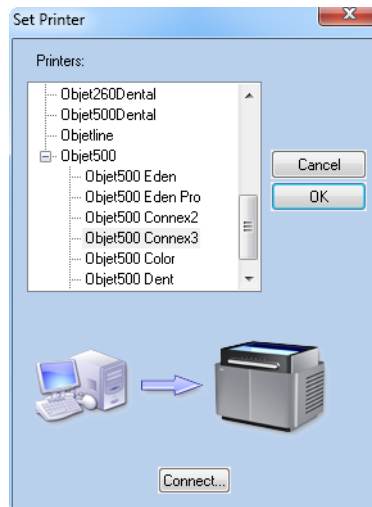 Set Printer
Printers:
Objet260Dental
Objet500Dental
Objetline
Objet500
Objet500 Eden
Objet500 Eden Pro
Objet500 Connex2
Objet500 Connex3
Objet500 Color
Objet500 Dent
Cancel
OK
Connect...